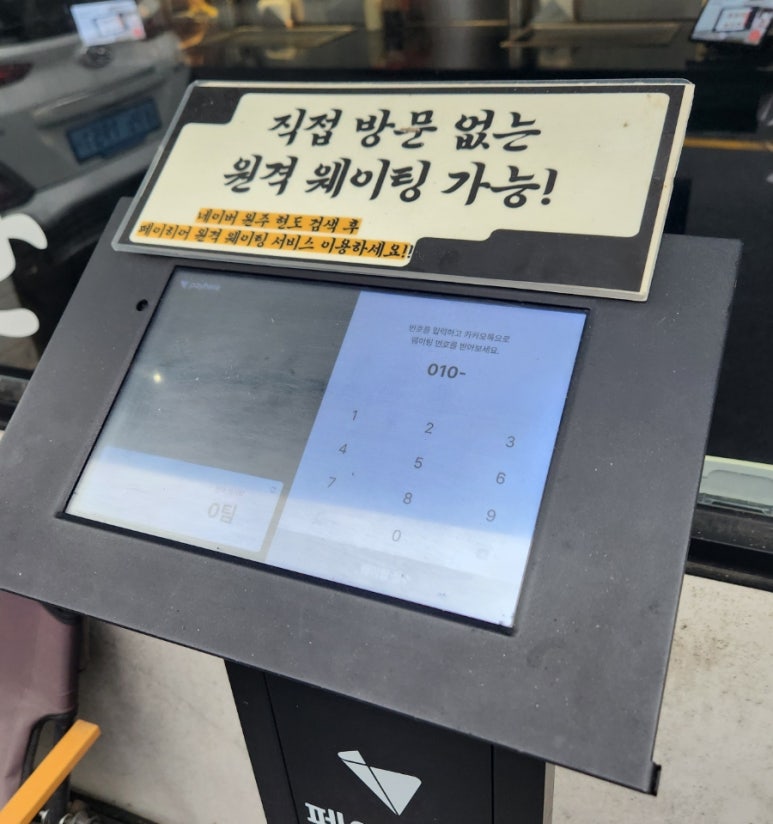 직접 방문 없는
원격 웨이팅 가능!
네이버 원주 현도 검색 후
페이히어 원격 웨이팅 서비스 이용하세요!!
payhere
번호를 입력하고 카카오톡으로
웨이팅 번호를 받아보세요.
010-
1 2 3
4 5 6
7 8 9
0
0팀